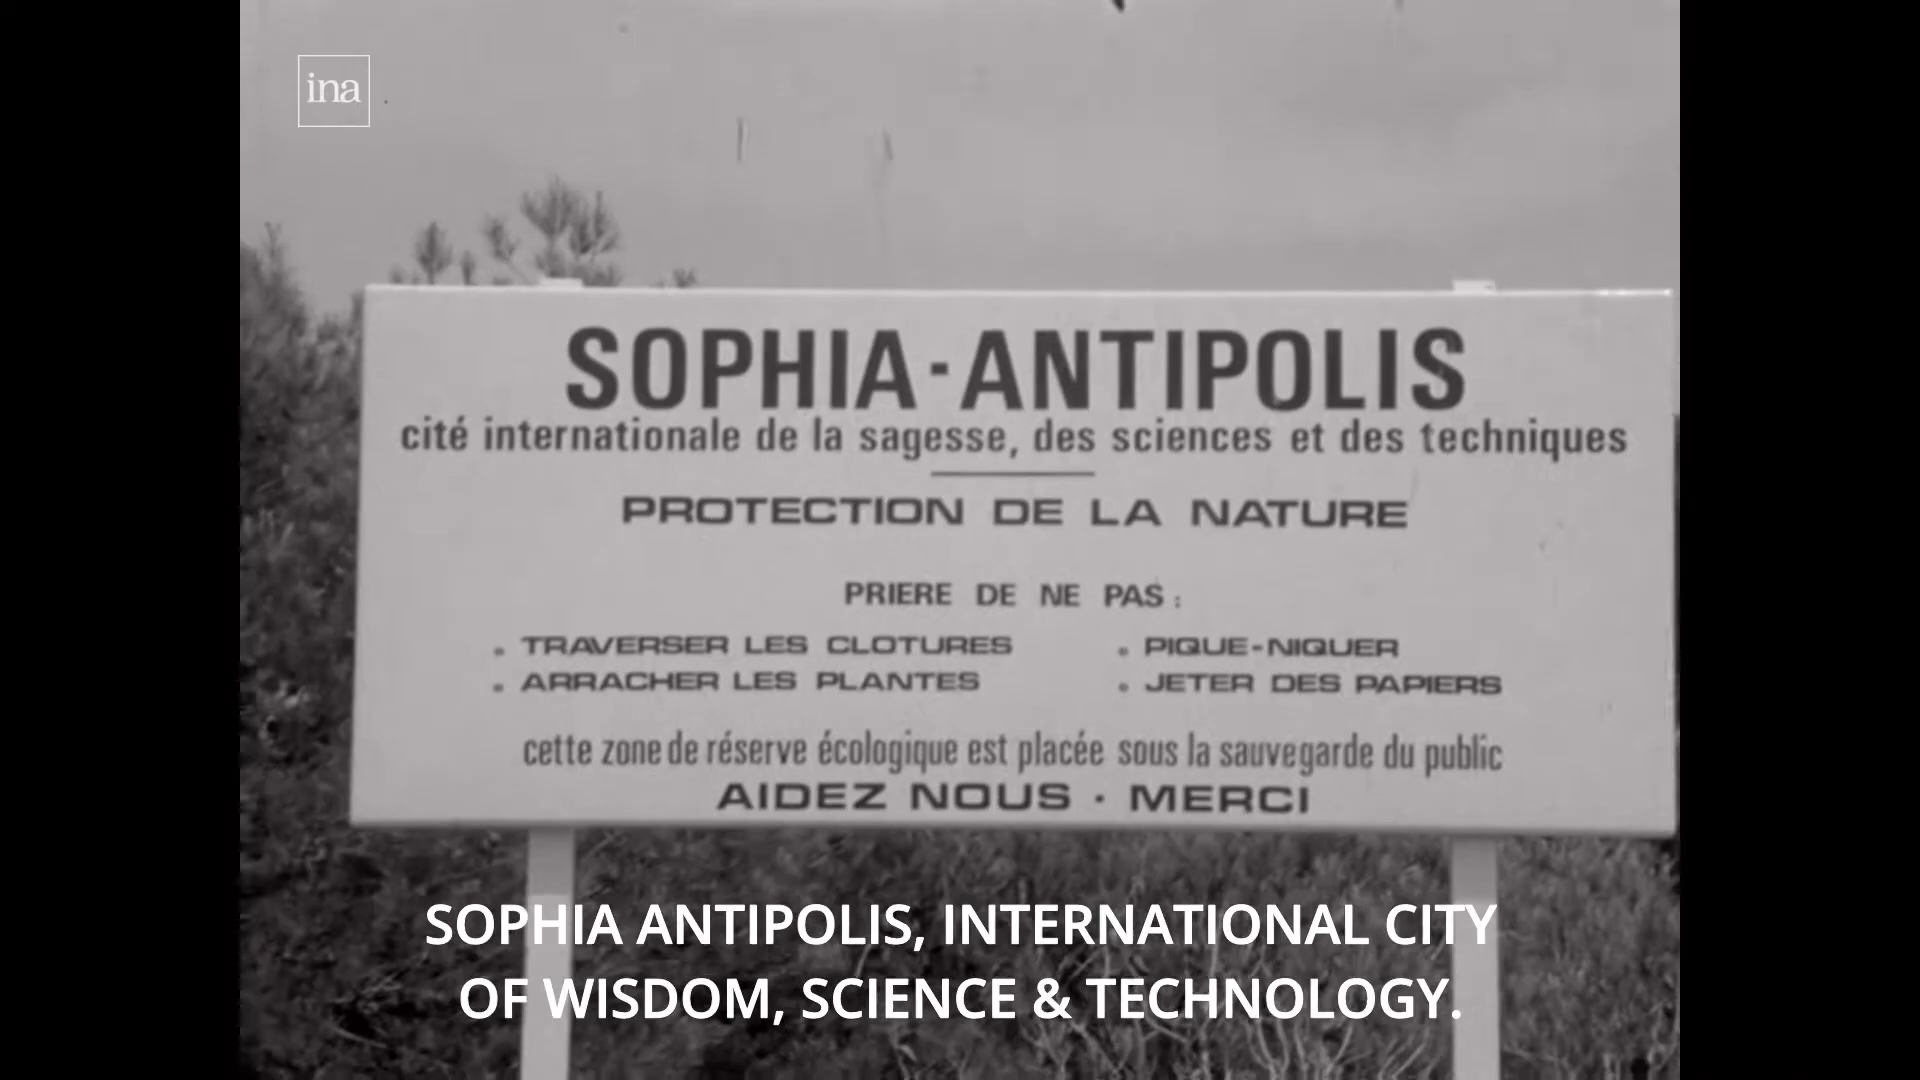 ina
SOPHIA-ANTIPOLIS
cité internationale de la sagesse, des sciences et des techniques
PROTECTION DE LA NATURE
PRIERE DE NE PAS :
. TRAVERSER LES CLOTURES
. PIQUE-NIQUER
. ARRACHER LES PLANTES
. JETER DES PAPIERS
cette zone de réserve écologique est placée sous la sauvegarde du public
AIDEZ NOUS · MERCI
SOPHIA ANTIPOLIS, INTERNATIONAL CITY
OF WISDOM, SCIENCE & TECHNOLOGY.